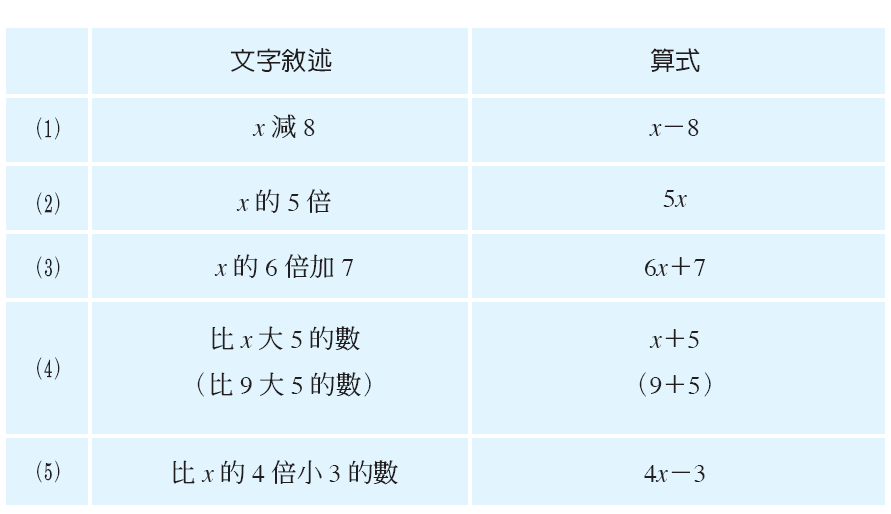 文字敘述 算式
(1) x 減 8 x－8
(2) x 的 5 倍 5x
(3) x 的 6 倍加 7 6x＋7
(4) 比 x 大 5 的數 x＋5
（比 9 大 5 的數） （9＋5）
(5) 比 x 的 4 倍小 3 的數 4x－3